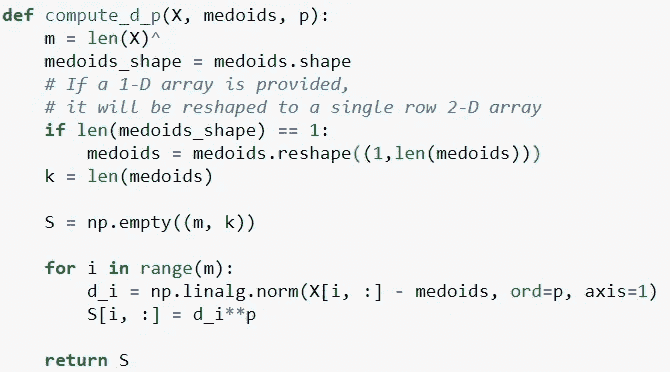 def compute_d_p(X, medoids, p):
    m = len(X)^
    medoids_shape = medoids.shape
    # If a 1-D array is provided,
    # it will be reshaped to a single row 2-D array
    if len(medoids_shape) == 1:
        medoids = medoids.reshape((1,len(medoids)))
    k = len(medoids)

    S = np.empty((m, k))

    for i in range(m):
        d_i = np.linalg.norm(X[i, :] - medoids, ord=p, axis=1)
        S[i, :] = d_i**p

    return S